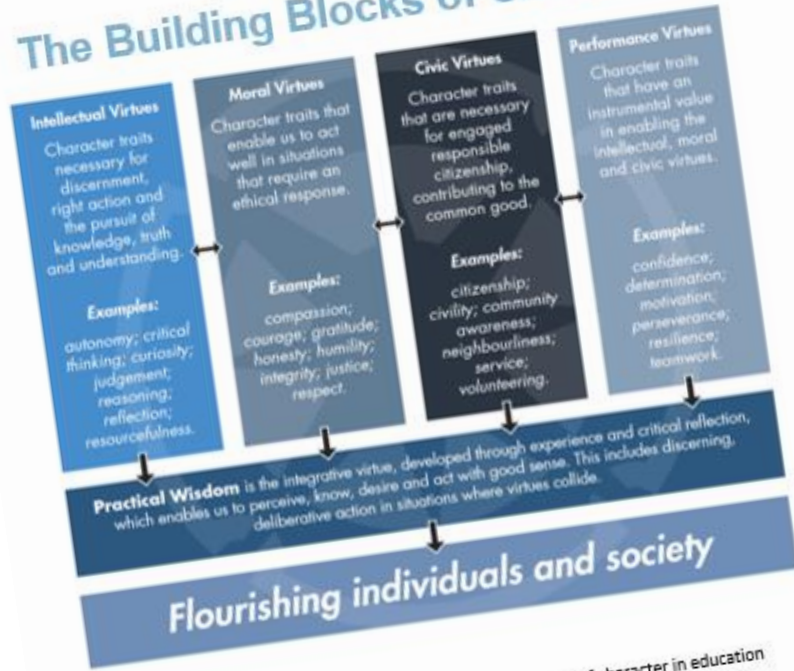 The Building Blocks of
Intellectual Virtues
Character traits
necessary for
discernment,
right action and
the pursuit of
knowledge, truth
and understanding.
Examples:
autonomy; critical
thinking; curiosity;
judgement;
reasoning;
reflection;
resourcefulness.
Moral Virtues
Character traits that
enable us to act
well in situations
that require an
ethical response.
Examples:
compassion;
courage; gratitude;
honesty; humility;
integrity; justice;
respect.
Civic Virtues
Character traits
that are necessary
for engaged
responsible
citizenship,
contributing to the
common good.
Examples:
citizenship;
civility; community
awareness;
neighbourliness;
service;
volunteering.
Performance Virtues
Character traits
that have an
instrumental value
in enabling the
intellectual, moral
and civic virtues.
Examples:
confidence;
determination;
motivation;
perseverance;
resilience;
teamwork.
Practical Wisdom is the integrative virtue, developed through experience and critical reflection,
which enables us to perceive, know, desire and act with good sense. This includes discerning,
deliberative action in situations where virtues collide.
Flourishing individuals and society
character in education